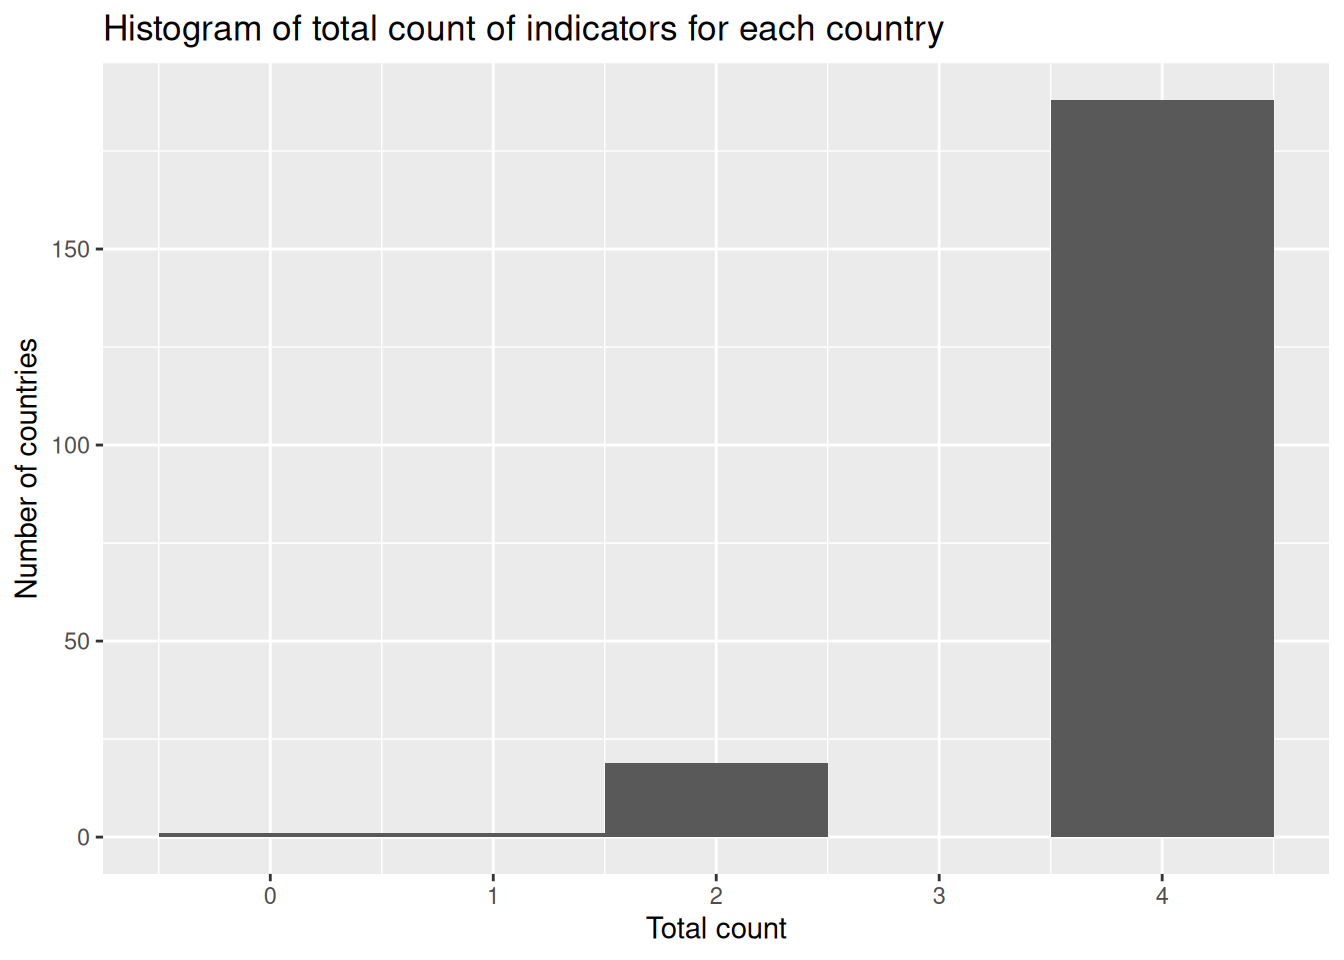 Histogram of total count of indicators for each country
Number of countries
150
100
50
0
0 1 2 3 4
Total count